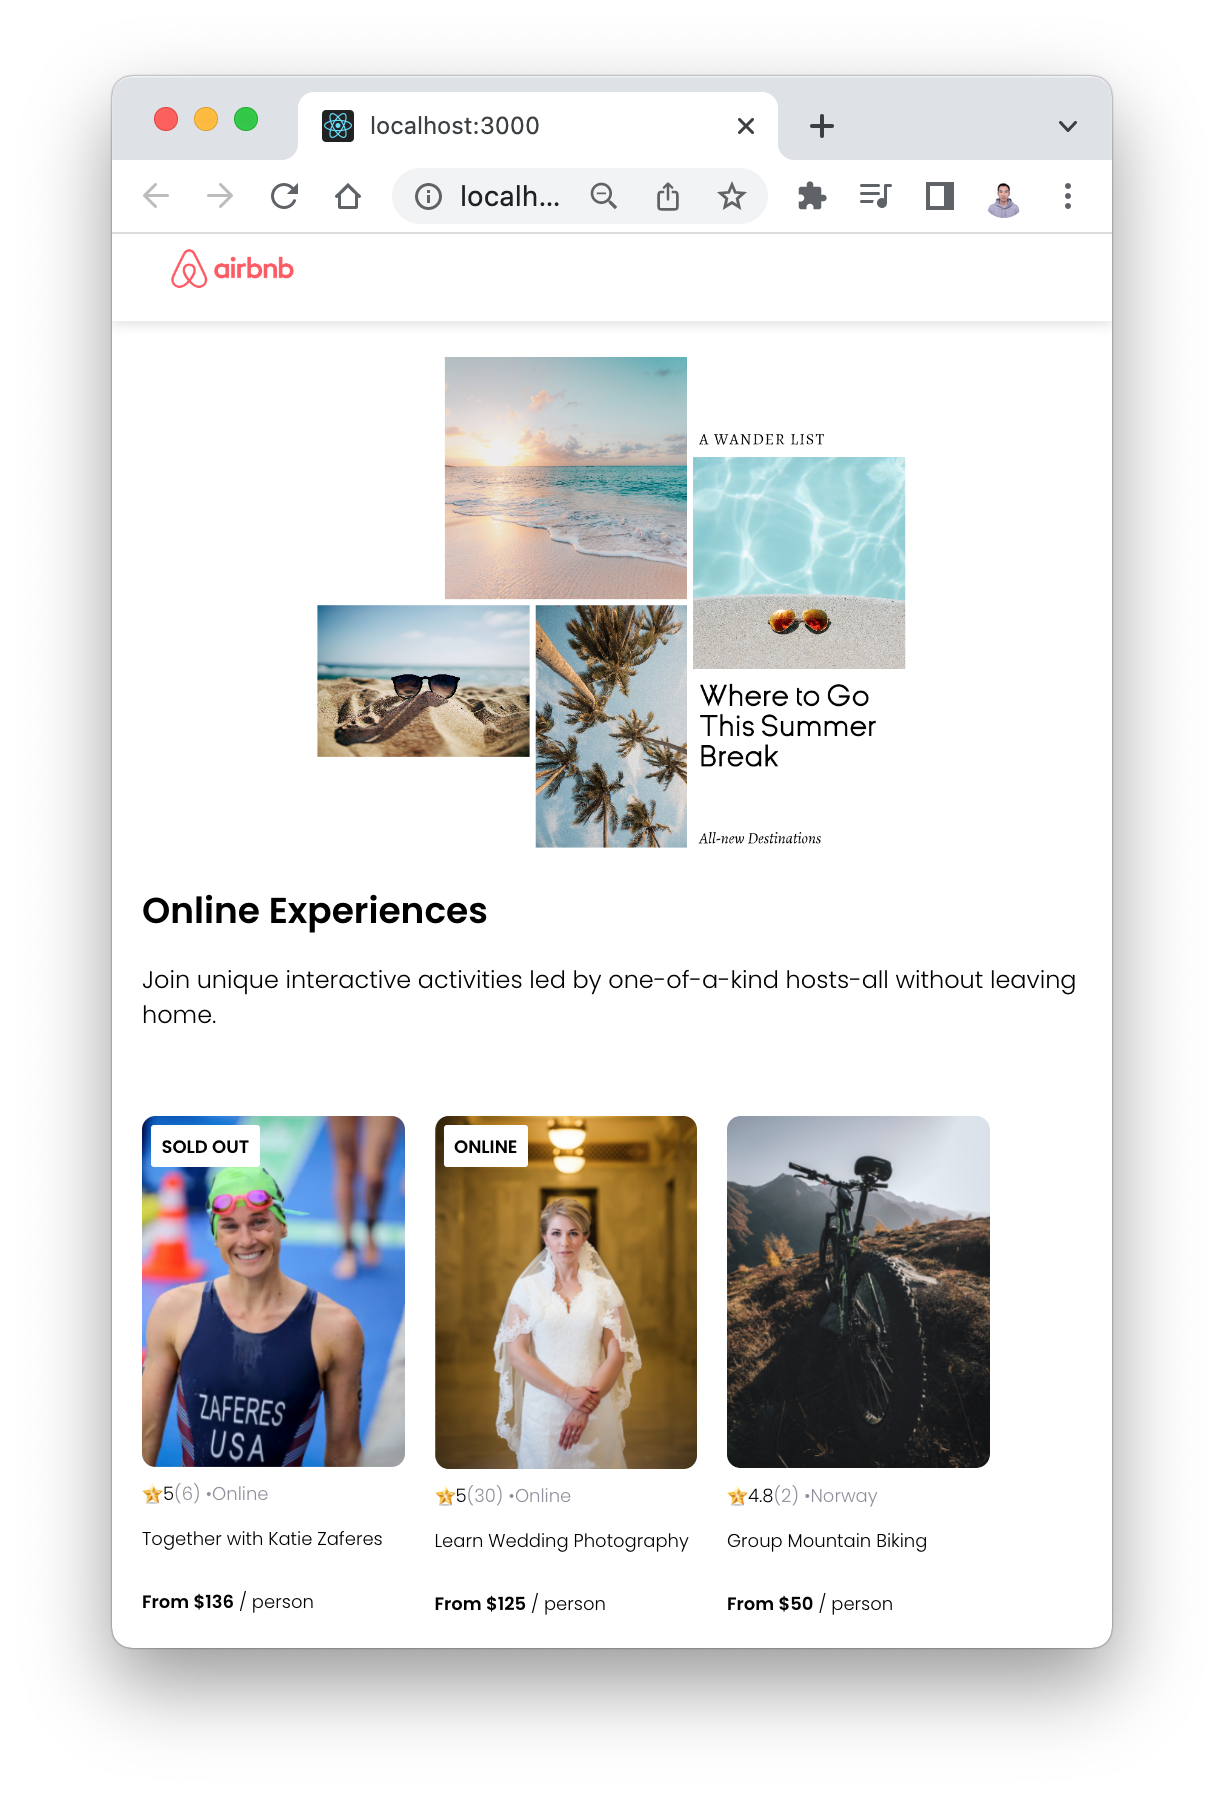 localhost:3000
localh...
airbnb
A WANDER LIST
Where to Go
This Summer
Break
All-new Destinations
Online Experiences
Join unique interactive activities led by one-of-a-kind hosts-all without leaving
home.
SOLD OUT
ZAFERES
USA
5(6) •Online
Together with Katie Zaferes
From $136 / person
ONLINE
5(30) •Online
Learn Wedding Photography
From $125 / person
4.8(2) •Norway
Group Mountain Biking
From $50 / person